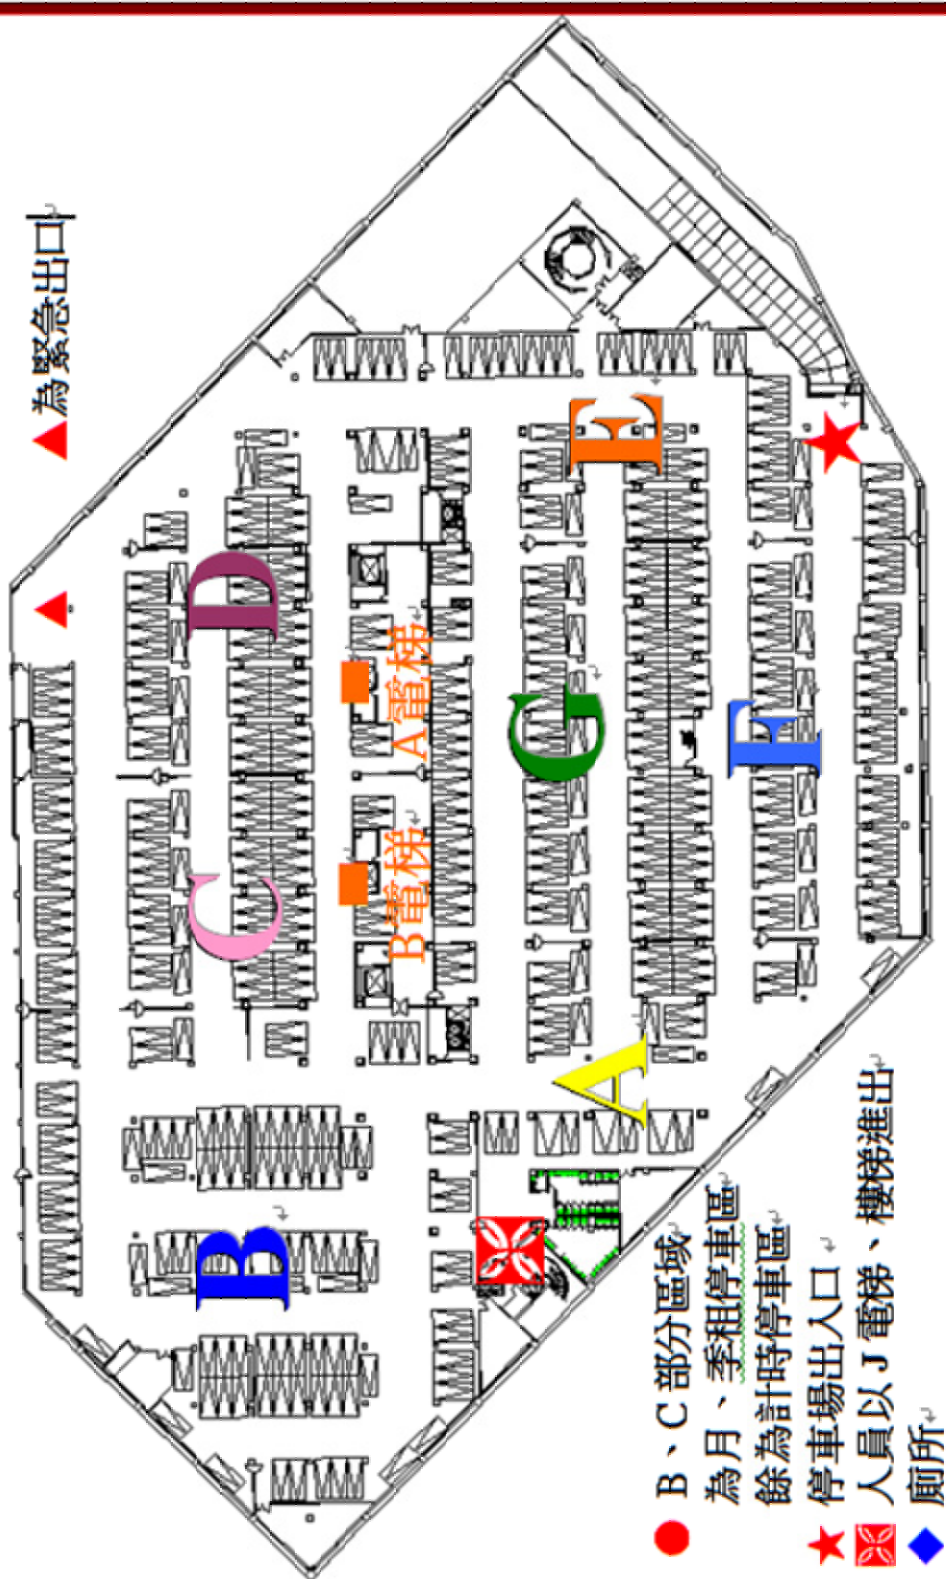 ▲為緊急出口
D
C
B
A電梯
B電梯
E
G
F
A
● B、C部分區域
為月、季租停車區
餘為計時停車區
★停車場出入口
人員以J電梯、樓梯進出
◆廁所